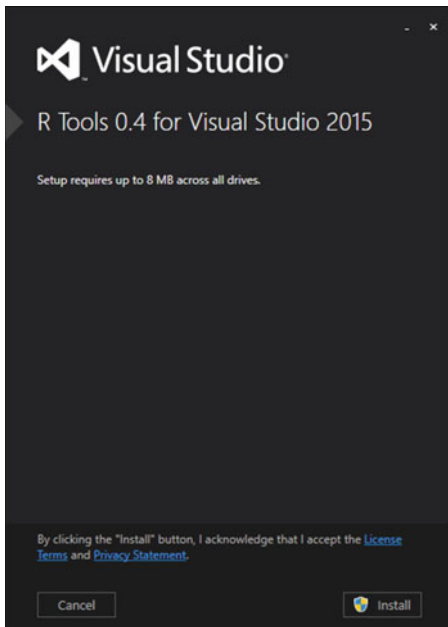 Visual Studio®
R Tools 0.4 for Visual Studio 2015
Setup requires up to 8 MB across all drives.
By clicking the "Install" button, I acknowledge that I accept the License
Terms and Privacy Statement.
Cancel
Install